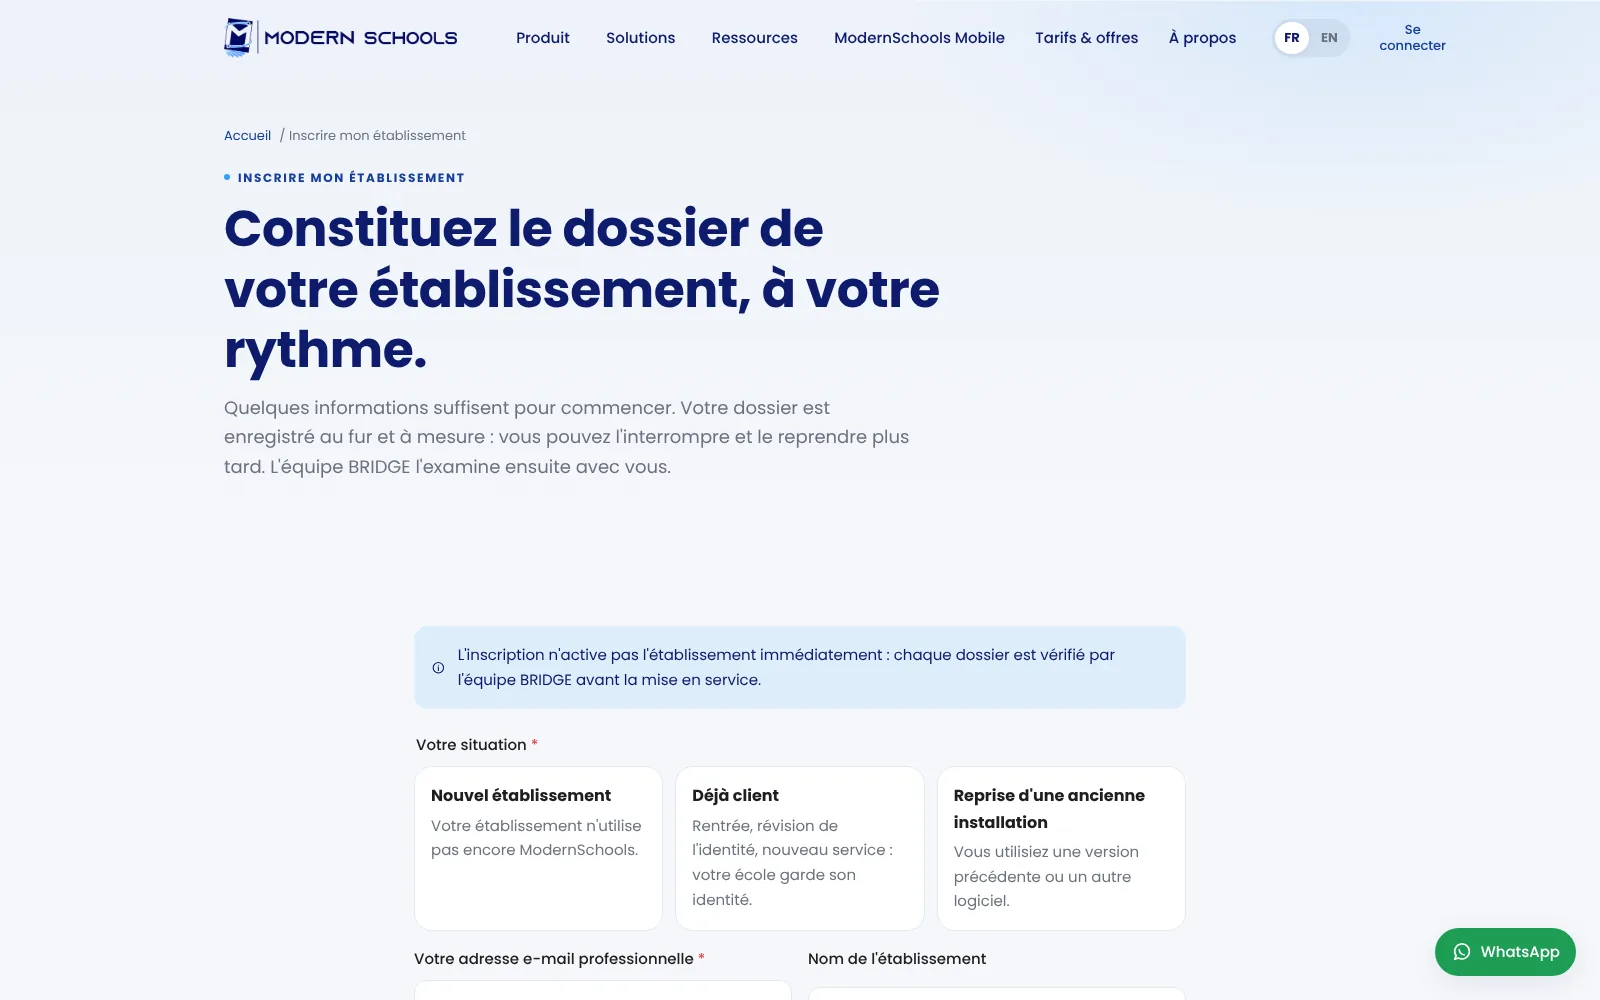 MODERN SCHOOLS
Produit
Solutions
Ressources
ModernSchools Mobile
Tarifs & offres
À propos
FR
EN
Se
connecter
Accueil / Inscrire mon établissement
INSCRIRE MON ÉTABLISSEMENT
Constituez le dossier de
votre établissement, à votre
rythme.
Quelques informations suffisent pour commencer. Votre dossier est
enregistré au fur et à mesure : vous pouvez l'interrompre et le reprendre plus
tard. L'équipe BRIDGE l'examine ensuite avec vous.
L'inscription n'active pas l'établissement immédiatement : chaque dossier est vérifié par
l'équipe BRIDGE avant la mise en service.
Votre situation *
Nouvel établissement
Votre établissement n'utilise
pas encore ModernSchools.
Déjà client
Rentrée, révision de
l'identité, nouveau service :
votre école garde son
identité.
Reprise d'une ancienne
installation
Vous utilisiez une version
précédente ou un autre
logiciel.
WhatsApp
Votre adresse e-mail professionnelle *
Nom de l'établissement